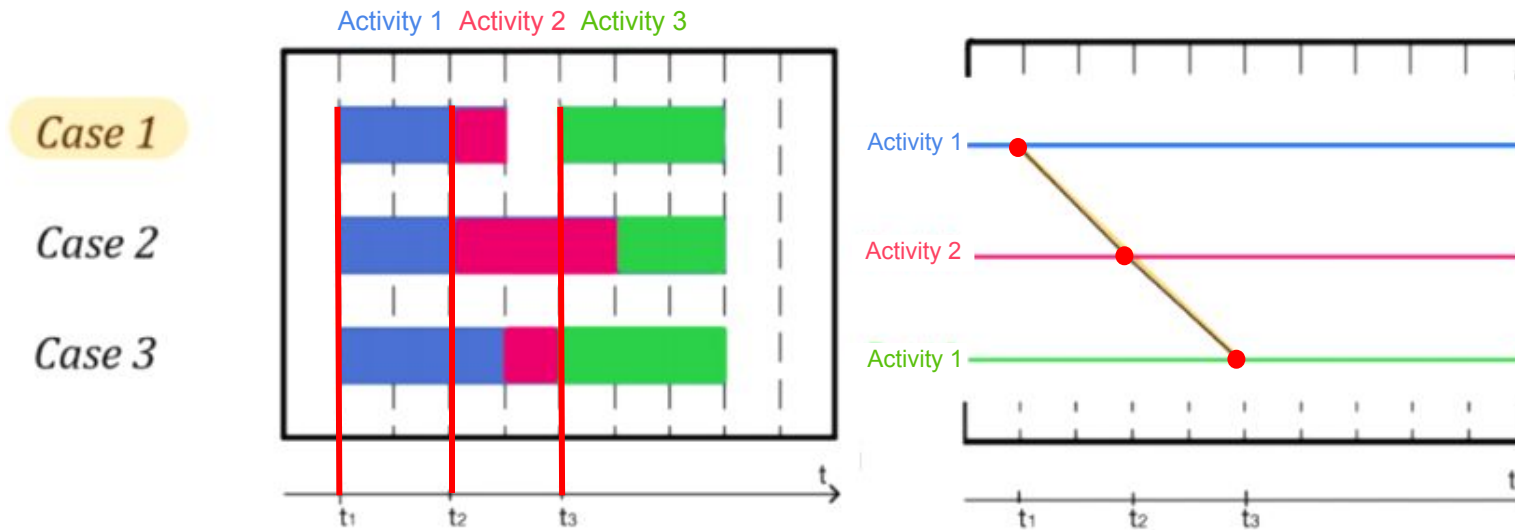 Activity 1 Activity 2 Activity 3
Case 1
Case 2
Case 3
t
t1 t2 t3
Activity 1
Activity 2
Activity 1
t
t1 t2 t3